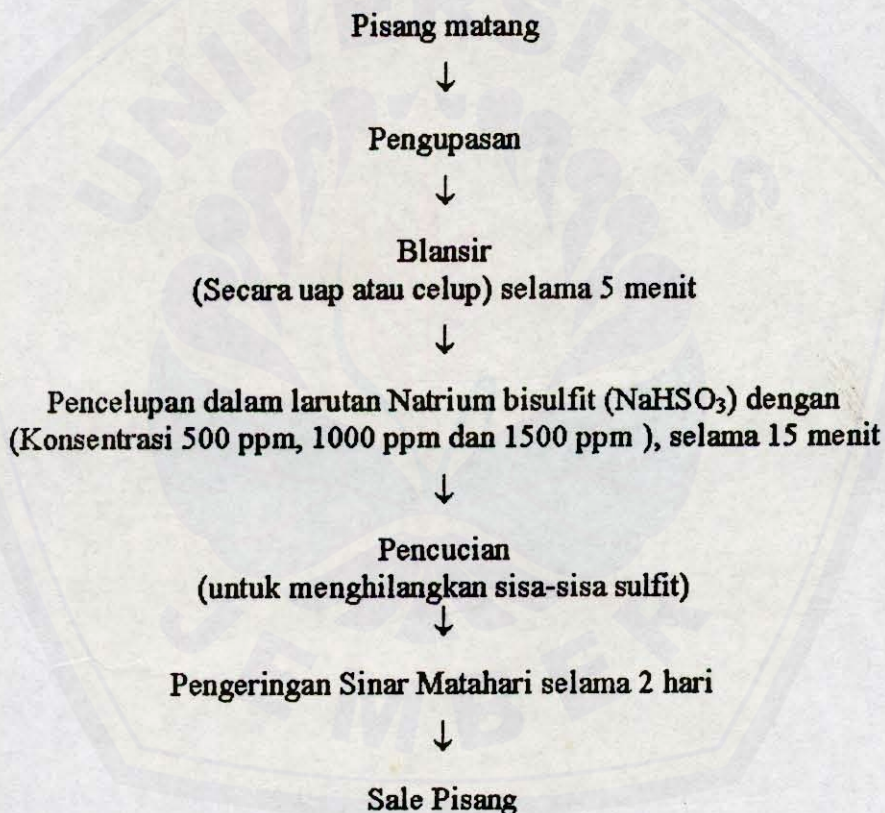 Pisang matang
↓
Pengupasan
↓
Blansir
(Secara uap atau celup) selama 5 menit
↓
Pencelupan dalam larutan Natrium bisulfit (NaHSO₃) dengan
(Konsentrasi 500 ppm, 1000 ppm dan 1500 ppm ), selama 15 menit
↓
Pencucian
(untuk menghilangkan sisa-sisa sulfit)
↓
Pengeringan Sinar Matahari selama 2 hari
↓
Sale Pisang
UNIVERSITAS
JEMBER